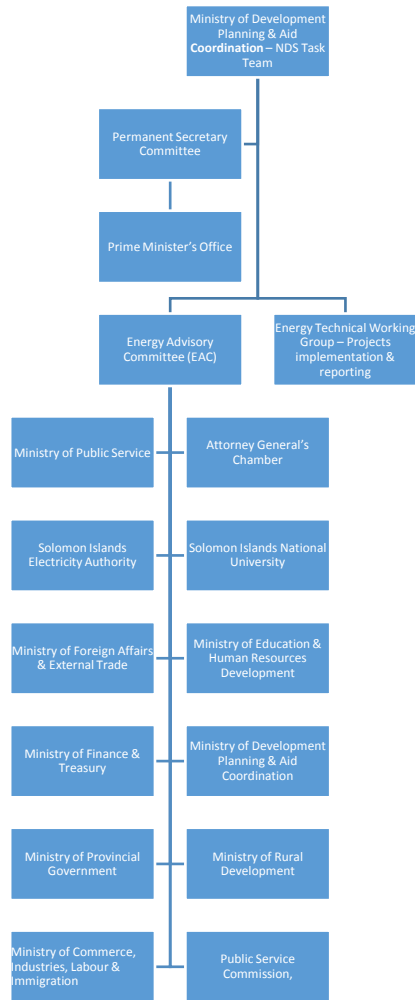 Ministry of Development
Planning & Aid
Coordination – NDS Task
Team
Permanent Secretary
Committee
Prime Minister's Office
Energy Advisory
Committee (EAC)
Energy Technical Working
Group – Projects
implementation &
reporting
Ministry of Public Service
Attorney General's
Chamber
Solomon Islands
Electricity Authority
Solomon Islands National
University
Ministry of Foreign Affairs
& External Trade
Ministry of Education &
Human Resources
Development
Ministry of Finance &
Treasury
Ministry of Development
Planning & Aid
Coordination
Ministry of Provincial
Government
Ministry of Rural
Development
Ministry of Commerce,
Industries, Labour &
Immigration
Public Service
Commission,